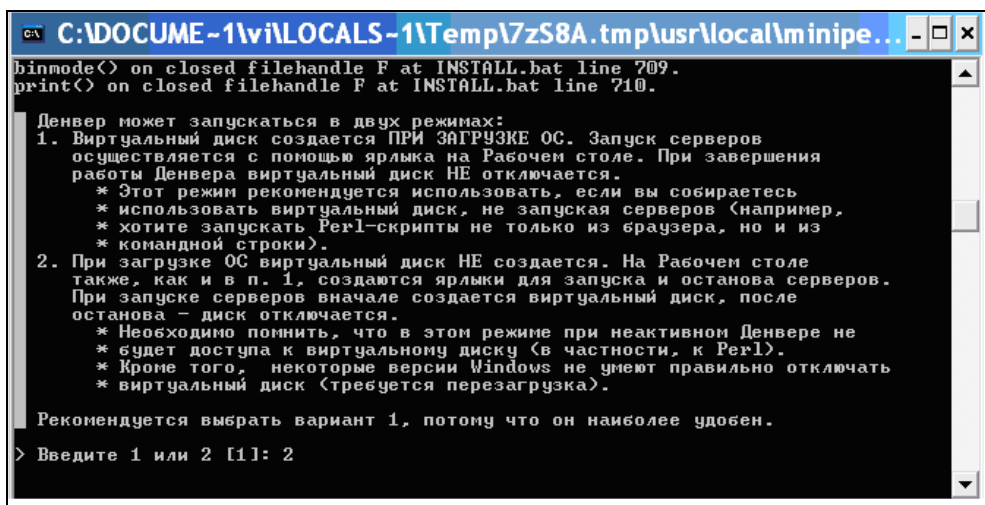 C:\DOCUME~1\vi\LOCALS~1\Temp\7zS8A.tmp\usr\local\minipe...
binmode() on closed filehandle F at INSTALL.bat line 709.
print() on closed filehandle F at INSTALL.bat line 710.
Денвер может запускаться в двух режимах:
1. Виртуальный диск создается ПРИ ЗАГРУЗКЕ ОС. Запуск серверов
осуществляется с помощью ярлыка на Рабочем столе. При завершения
работы Денвера виртуальный диск НЕ отключается.
* Этот режим рекомендуется использовать, если вы собираетесь
* использовать виртуальный диск, не запуская серверов (например,
* хотите запускать Perl-скрипты не только из браузера, но и из
* командной строки).
2. При загрузке ОС виртуальный диск НЕ создается. На Рабочем столе
также, как и в п. 1, создаются ярлыки для запуска и останова серверов.
При запуске серверов вначале создается виртуальный диск, после
останова - диск отключается.
* Необходимо помнить, что в этом режиме при неактивном Денвере не
* будет доступа к виртуальному диску (в частности, к Perl).
* Кроме того,  некоторые версии Windows не умеют правильно отключать
* виртуальный диск (требуется перезагрузка).
Рекомендуется выбрать вариант 1, потому что он наиболее удобен.
> Введите 1 или 2 [1]: 2